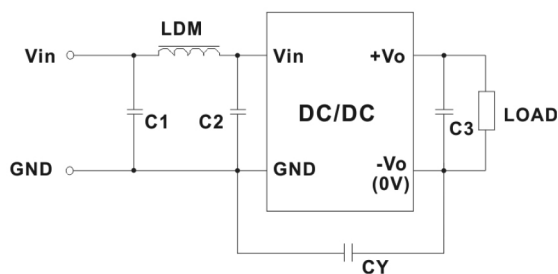 LDM
Vin
Vin
+Vo
C1
C2
DC/DC
C3
LOAD
GND
GND
-Vo
(0V)
CY